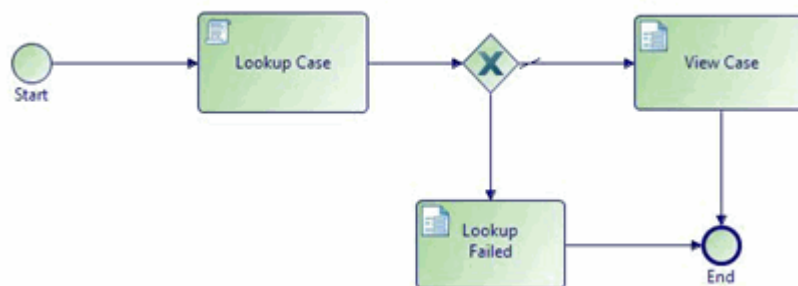 Lookup Case
View Case
Start
Lookup
Failed
End